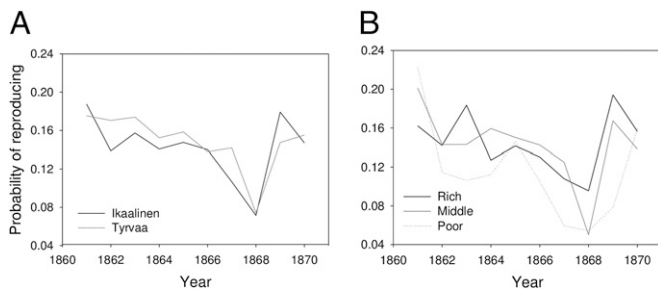 A
B
Probability of reproducing
0.24
0.20
0.16
0.12
0.08
0.04
Ikaalinen
Tyrvaa
1860 1862 1864 1866 1868 1870
Year
0.24
0.20
0.16
0.12
0.08
0.04
Rich
Middle
Poor
1860 1862 1864 1866 1868 1870
Year